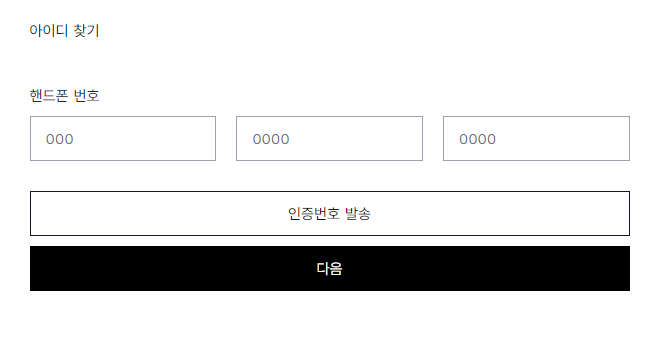 아이디 찾기
핸드폰 번호
000 0000 0000
인증번호 발송
다음